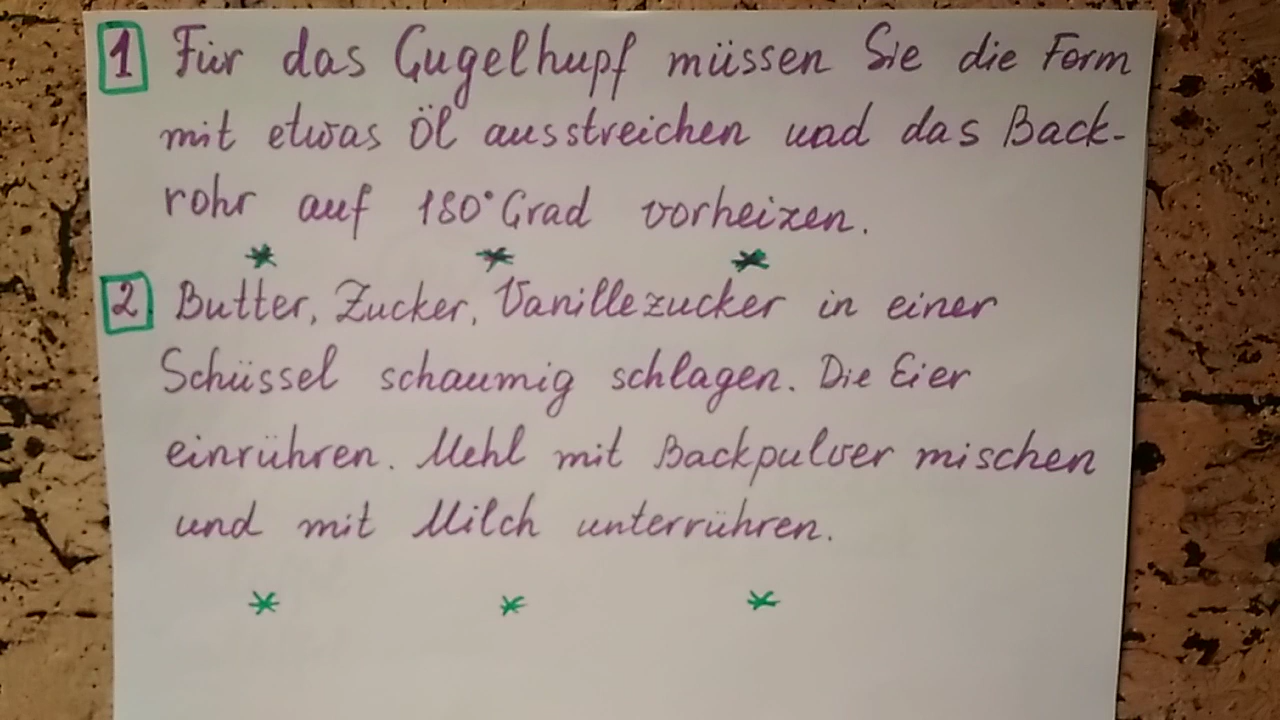 1 Für das Gugelhupf müssen Sie die Form
mit etwas Öl ausstreichen und das Back-
rohr auf 180° Grad vorheizen.
* * *
2 Butter, Zucker, Vanillezucker in einer
Schüssel schaumig schlagen. Die Eier
einrühren. Mehl mit Backpulver mischen
und mit Milch unterrühren.
* * *